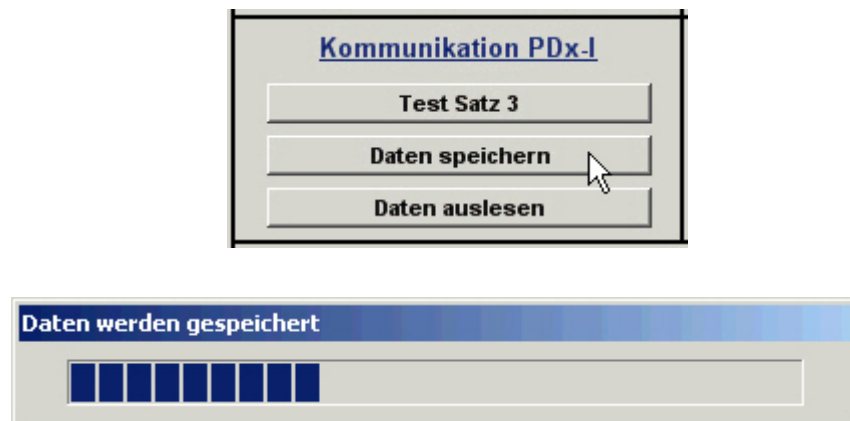 Kommunikation PDx-I
Test Satz 3
Daten speichern
Daten auslesen
Daten werden gespeichert